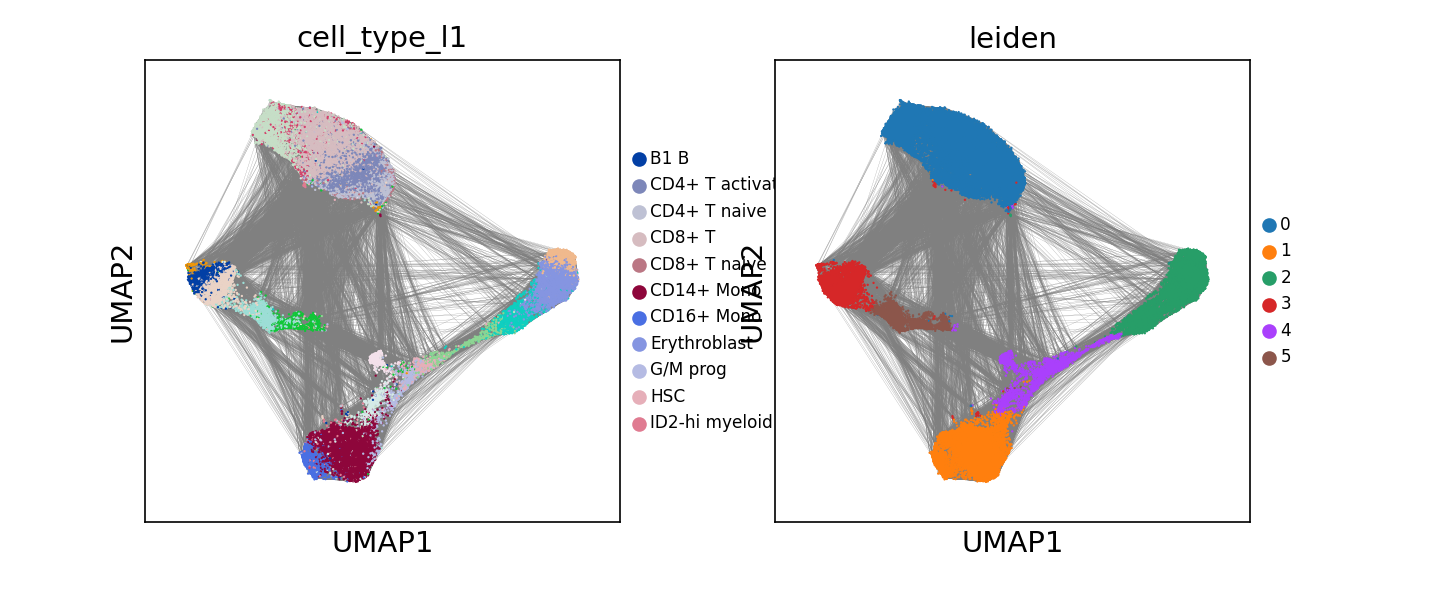 cell_type_l1
UMAP2
UMAP1
B1 B
CD4+ T activat
CD4+ T naive
CD8+ T
CD8+ T naive
CD14+ Mono
CD16+ Mono
Erythroblast
G/M prog
HSC
ID2-hi myeloid
leiden
UMAP2
UMAP1
0
1
2
3
4
5